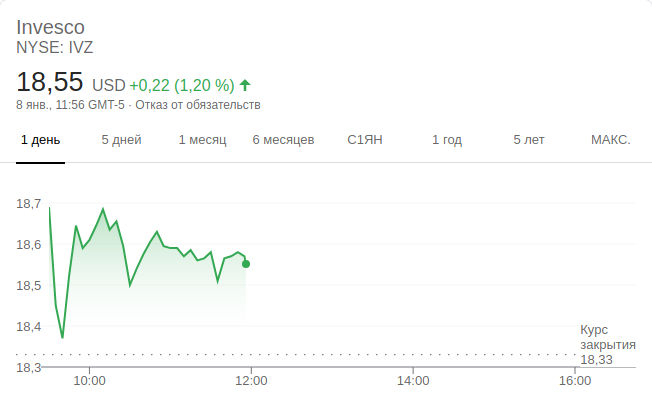 Invesco
NYSE: IVZ
18,55 USD +0,22 (1,20 %)
8 янв., 11:56 GMT-5 · Отказ от обязательств
1 день 5 дней 1 месяц 6 месяцев С1ЯН 1 год 5 лет МАКС.
18,7
18,6
18,5
18,4
18,3
Курс
закрытия
18,33
10:00 12:00 14:00 16:00